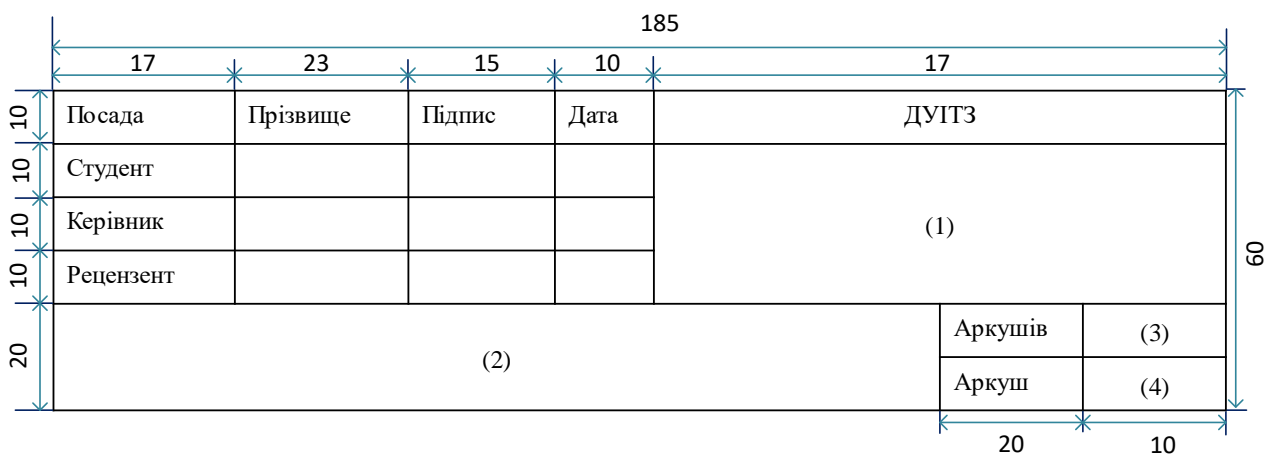 185
17 23 15 10 17
10 Посада Прізвище Підпис Дата ДУІТЗ
10 Студент
10 Керівник (1)
60
10 Рецензент
20 (2) Аркушів (3)
Аркуш (4)
20 10